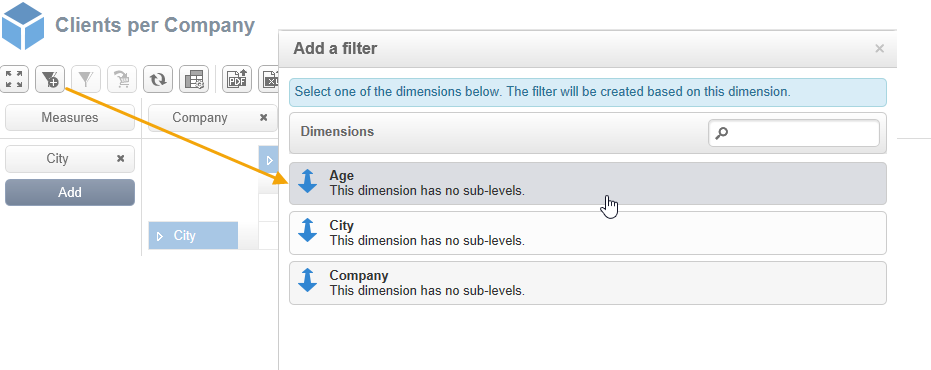 Clients per Company
Add a filter
×
Select one of the dimensions below. The filter will be created based on this dimension.
PDF
Measures
Company ×
Dimensions
City ×
Add
Age
This dimension has no sub-levels.
City
This dimension has no sub-levels.
City
Company
This dimension has no sub-levels.